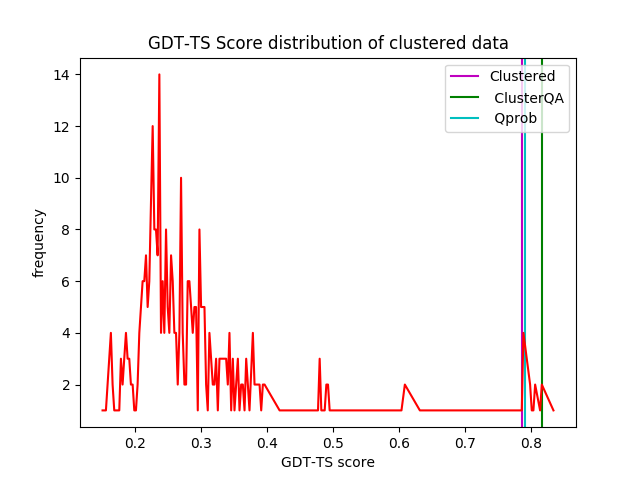 GDT-TS Score distribution of clustered data
Clustered
ClusterQA
Qprob
14
12
10
8
6
4
2
frequency
0.2 0.3 0.4 0.5 0.6 0.7 0.8
GDT-TS score